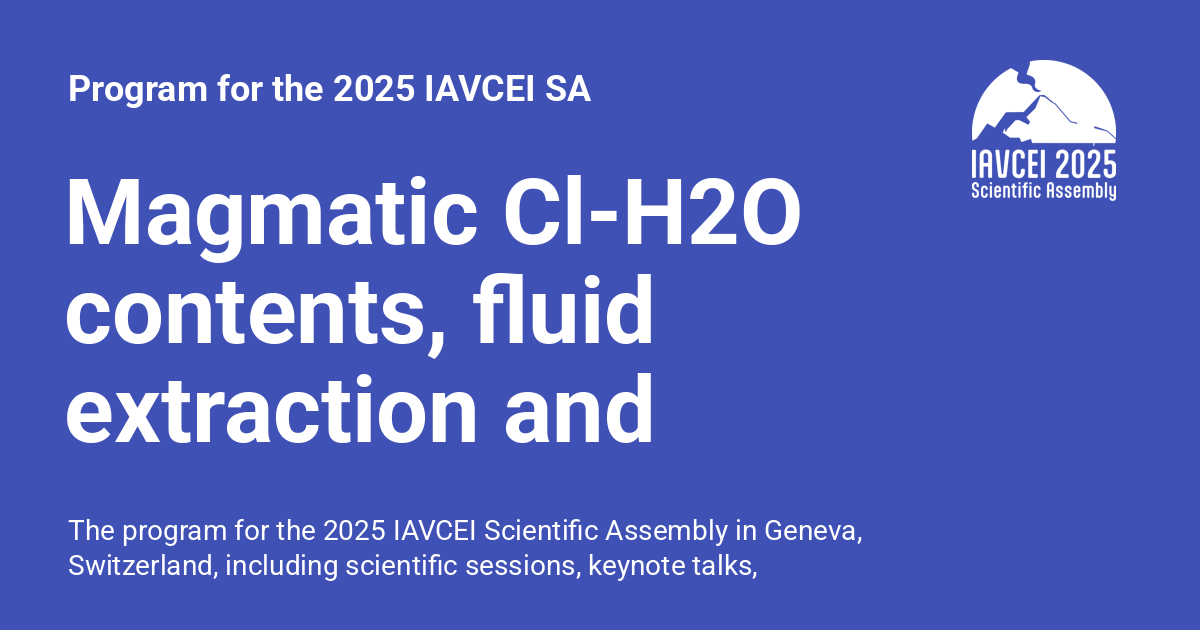 Program for the 2025 IAVCEI SA
IAVCEI 2025
Scientific Assembly
Magmatic Cl-H2O
contents, fluid
extraction and
The program for the 2025 IAVCEI Scientific Assembly in Geneva,
Switzerland, including scientific sessions, keynote talks,